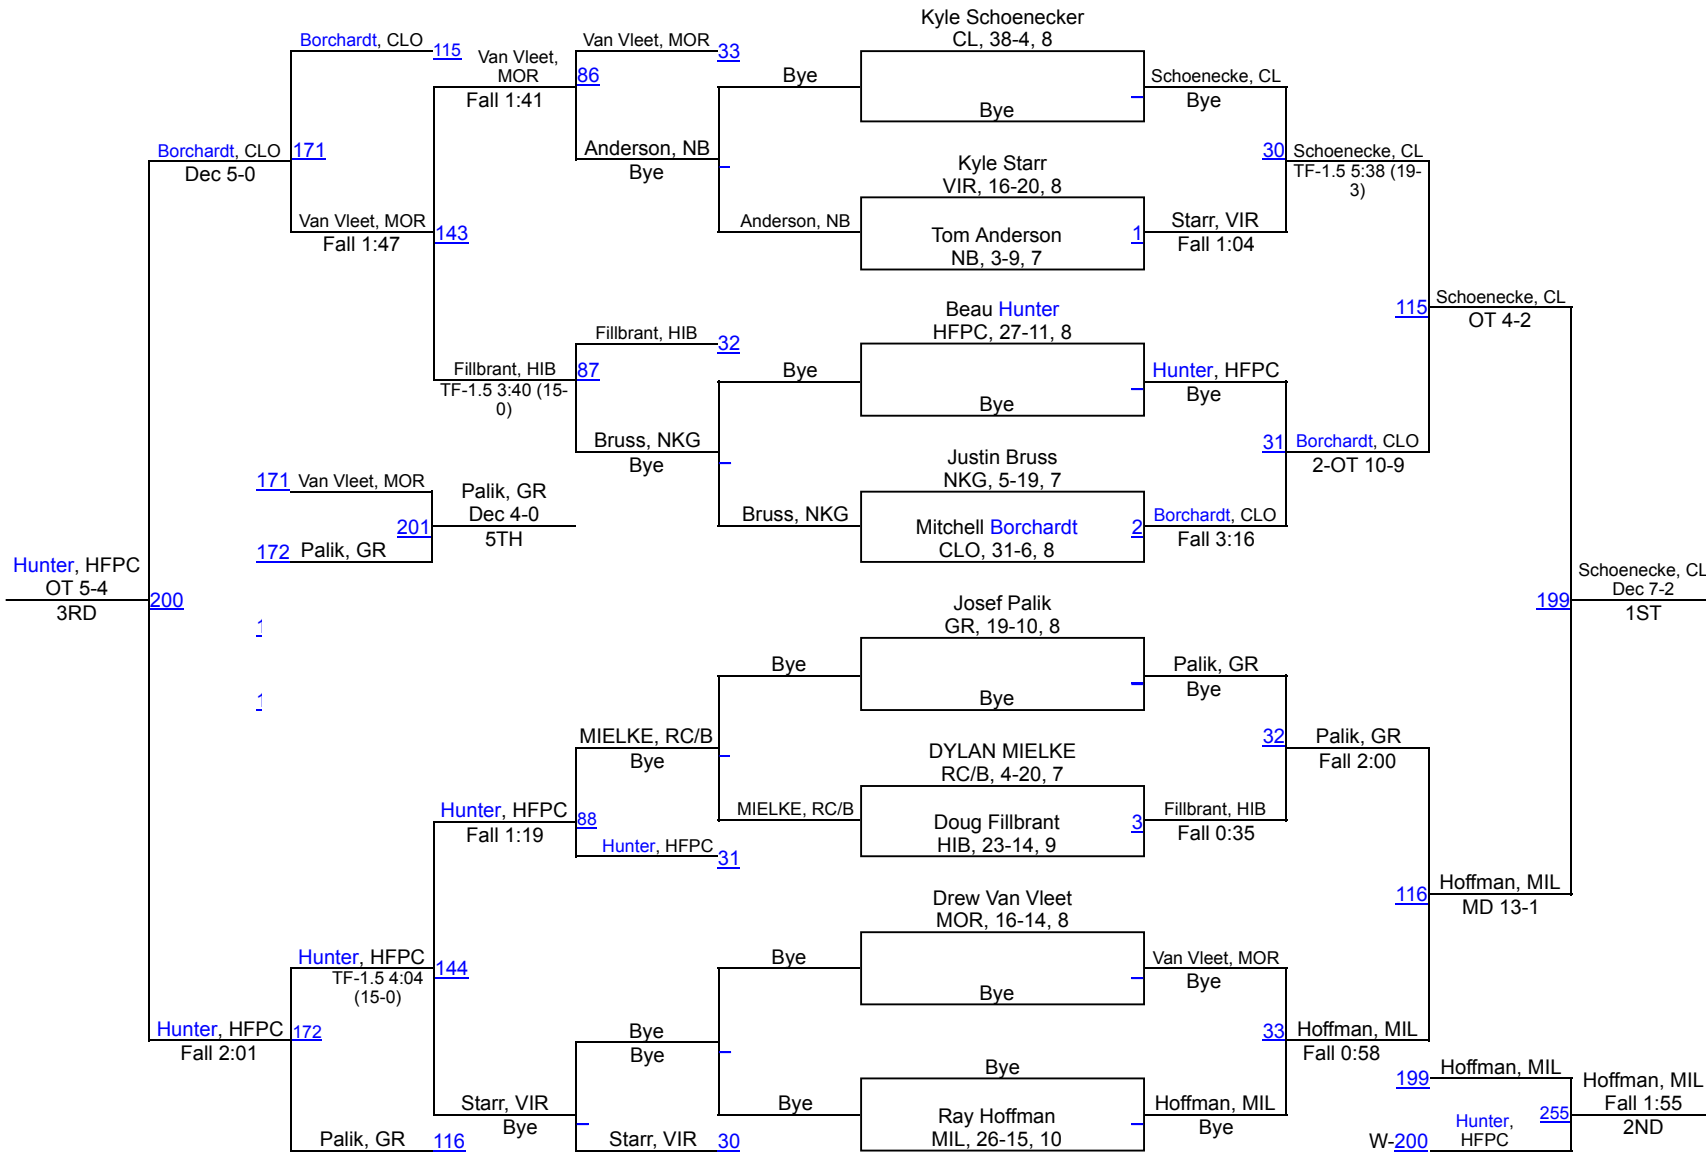 Kyle Schoenecker
CL, 38-4, 8
Borchardt, CLO
115
Van Vleet, MOR
33
Van Vleet,
MOR
86
Fall 1:41
Bye
Bye
Schoenecke, CL
Bye
Borchardt, CLO
171
Dec 5-0
Anderson, NB
Bye
Kyle Starr
VIR, 16-20, 8
30
Schoenecke, CL
TF-1.5 5:38 (19-
3)
Van Vleet, MOR
143
Fall 1:47
Anderson, NB
Tom Anderson
NB, 3-9, 7
1
Starr, VIR
Fall 1:04
Beau Hunter
HFPC, 27-11, 8
115
Schoenecke, CL
OT 4-2
Fillbrant, HIB
32
Fillbrant, HIB
87
TF-1.5 3:40 (15-
0)
Bye
Bye
Hunter, HFPC
Bye
Bruss, NKG
Bye
Justin Bruss
NKG, 5-19, 7
31
Borchardt, CLO
2-OT 10-9
171
Van Vleet, MOR
Palik, GR
Dec 4-0
201
5TH
172
Palik, GR
Bruss, NKG
Mitchell Borchardt
CLO, 31-6, 8
2
Borchardt, CLO
Fall 3:16
Hunter, HFPC
OT 5-4
200
3RD
Schoenecke, CL
Dec 7-2
199
1ST
Josef Palik
GR, 19-10, 8
Bye
Bye
Palik, GR
Bye
MIELKE, RC/B
Bye
DYLAN MIELKE
RC/B, 4-20, 7
32
Palik, GR
Fall 2:00
Hunter, HFPC
88
Fall 1:19
MIELKE, RC/B
Doug Fillbrant
HIB, 23-14, 9
3
Fillbrant, HIB
Fall 0:35
Hunter, HFPC
31
Drew Van Vleet
MOR, 16-14, 8
116
Hoffman, MIL
MD 13-1
Hunter, HFPC
144
TF-1.5 4:04
(15-0)
Bye
Bye
Van Vleet, MOR
Bye
Hunter, HFPC
172
Fall 2:01
Bye
Bye
Bye
33
Hoffman, MIL
Fall 0:58
Starr, VIR
Bye
Bye
Ray Hoffman
MIL, 26-15, 10
Hoffman, MIL
Bye
Palik, GR
116
Starr, VIR
30
199
Hoffman, MIL
Hoffman, MIL
Fall 1:55
255
2ND
Hunter,
HFPC
W-200